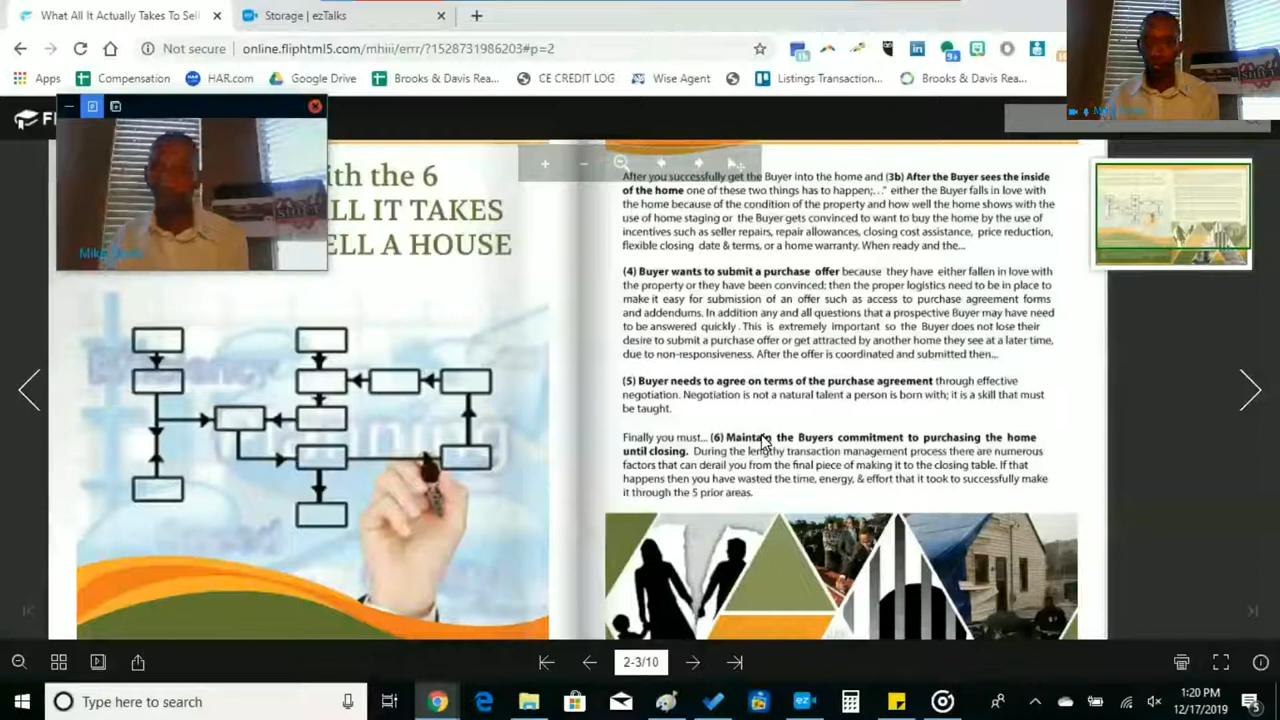 What All It Actually Takes To Sell
Storage | ezTalks
Not secure
online.fliphtml5.com/mhiii/err/?1528731986203#p=2
Apps
Compensation
HAR.com
Google Drive
Brooks & Davis Rea...
CE CREDIT LOG
Wise Agent
Listings Transaction...
Brooks & Davis Rea...
ith the 6
LL IT TAKES
ELL A HOUSE
After you successfully get the Buyer into the home and (3b) After the Buyer sees the inside
of the home one of these two things has to happen;..." either the Buyer falls in love with
the home because of the condition of the property and how well the home shows with the
use of home staging or the Buyer gets convinced to want to buy the home by the use of
incentives such as seller repairs, repair allowances, closing cost assistance, price reduction,
flexible closing date & terms, or a home warranty. When ready and the...
(4) Buyer wants to submit a purchase offer because they have either fallen in love with
the property or they have been convinced; then the proper logistics need to be in place to
make it easy for submission of an offer such as access to purchase agreement forms
and addendums. In addition any and all questions that a prospective Buyer may have need
to be answered quickly. This is extremely important so the Buyer does not lose their
desire to submit a purchase offer or get attracted by another home they see at a later time,
due to non-responsiveness. After the offer is coordinated and submitted then...
(5) Buyer needs to agree on terms of the purchase agreement through effective
negotiation. Negotiation is not a natural talent a person is born with; it is a skill that must
be taught.
Finally you must... (6) Maintain the Buyers commitment to purchasing the home
until closing. During the lengthy transaction management process there are numerous
factors that can derail you from the final piece of making it to the closing table. If that
happens then you have wasted the time, energy, & effort that it took to successfully make
it through the 5 prior areas.
2-3/10
Type here to search
1:20 PM
12/17/2019